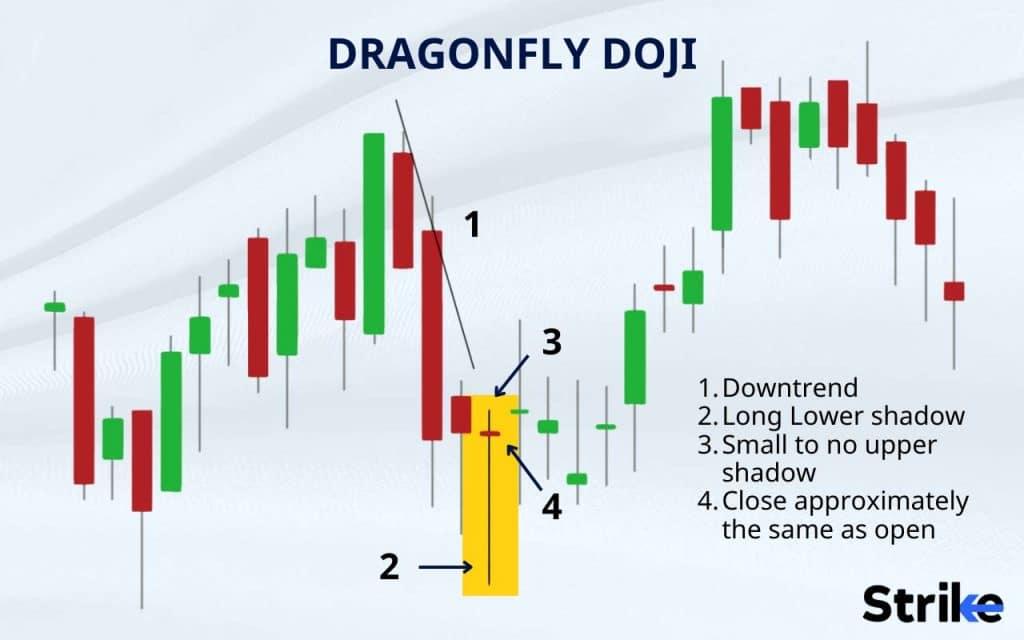 DRAGONFLY DOJI
1
3
4
2
1. Downtrend
2. Long Lower shadow
3. Small to no upper
shadow
4. Close approximately
the same as open
Strike